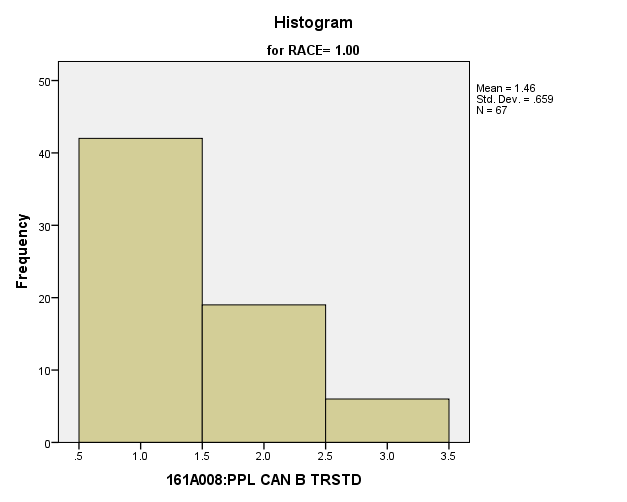 Histogram
for RACE= 1.00
Mean = 1.46
Std. Dev. = .659
N = 67
Frequency
50
40
30
20
10
0
.5 1.0 1.5 2.0 2.5 3.0 3.5
161A008:PPL CAN B TRSTD